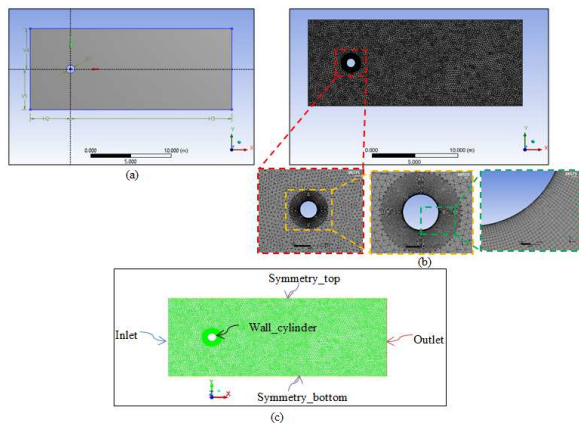 0.000
10.000 (m)
5.000
Y
X
(a)
0.000
10.000 (m)
5.000
Y
X
(b)
Symmetry_top
Inlet
Wall_cylinder
Outlet
Symmetry_bottom
Y
X
(c)